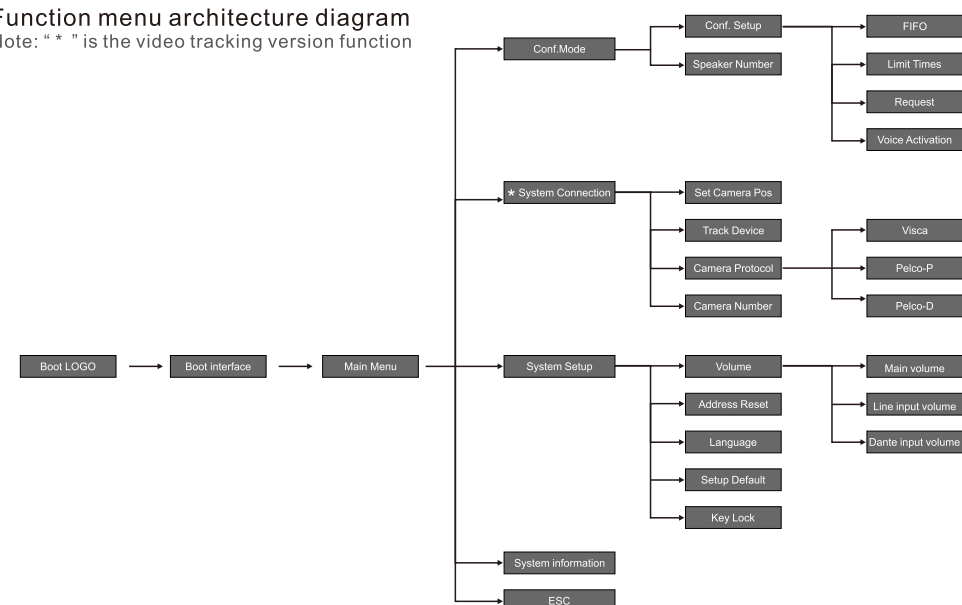 Function menu architecture diagram
Note: “ * ” is the video tracking version function
Conf.Mode
Conf. Setup
Speaker Number
FIFO
Limit Times
Request
Voice Activation
* System Connection
Set Camera Pos
Track Device
Camera Protocol
Camera Number
Visca
Pelco-P
Pelco-D
Boot LOGO
Boot interface
Main Menu
System Setup
Volume
Address Reset
Language
Setup Default
Key Lock
Main volume
Line input volume
Dante input volume
System information
ESC